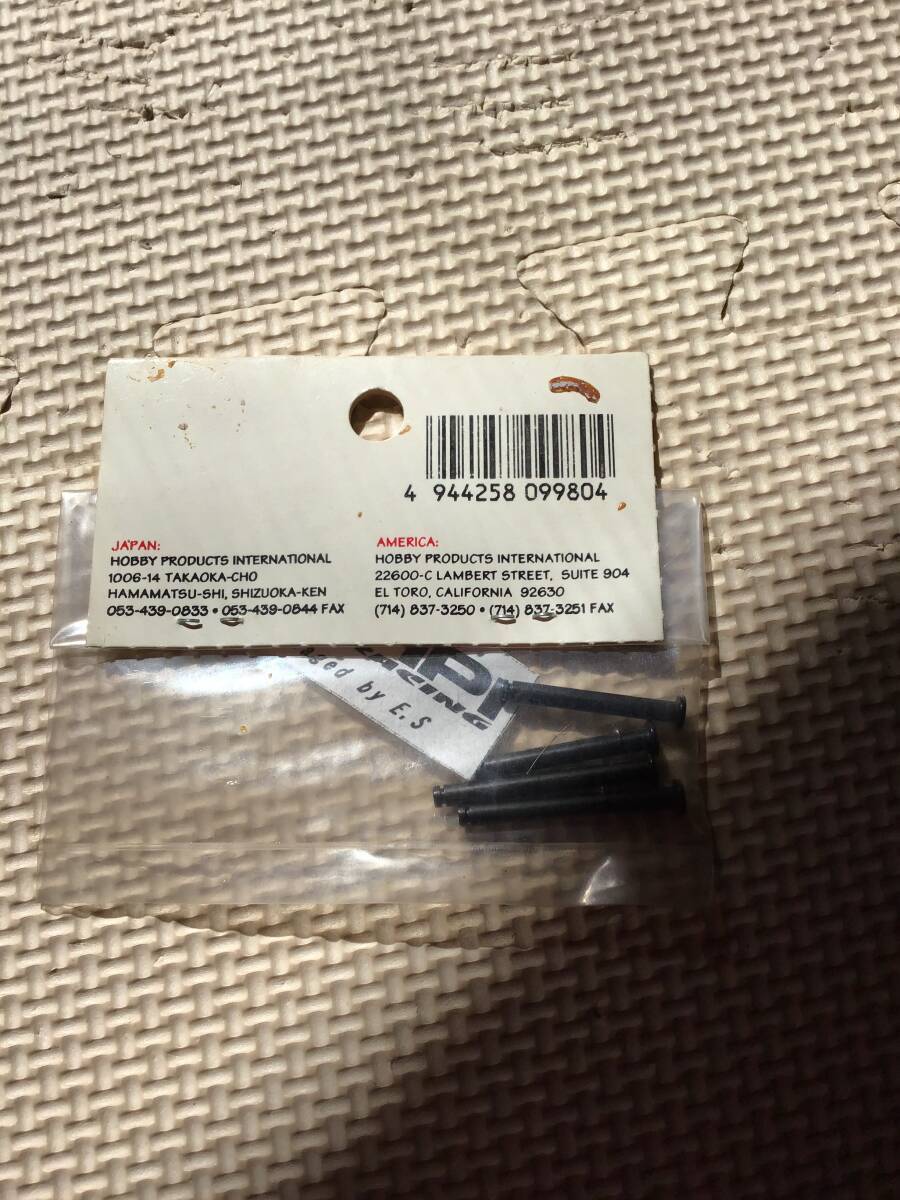 4 944258 099804
JAPAN:
HOBBY PRODUCTS INTERNATIONAL
1006-14 TAKAOKA-CHO
HAMAMATSU-SHI, SHIZUOKA-KEN
053-439-0833 • 053-439-0844 FAX
AMERICA:
HOBBY PRODUCTS INTERNATIONAL
22600-C LAMBERT STREET, SUITE 904
EL TORO, CALIFORNIA 92630
(714) 837-3250 • (714) 837-3251 FAX
RACING
by E.S